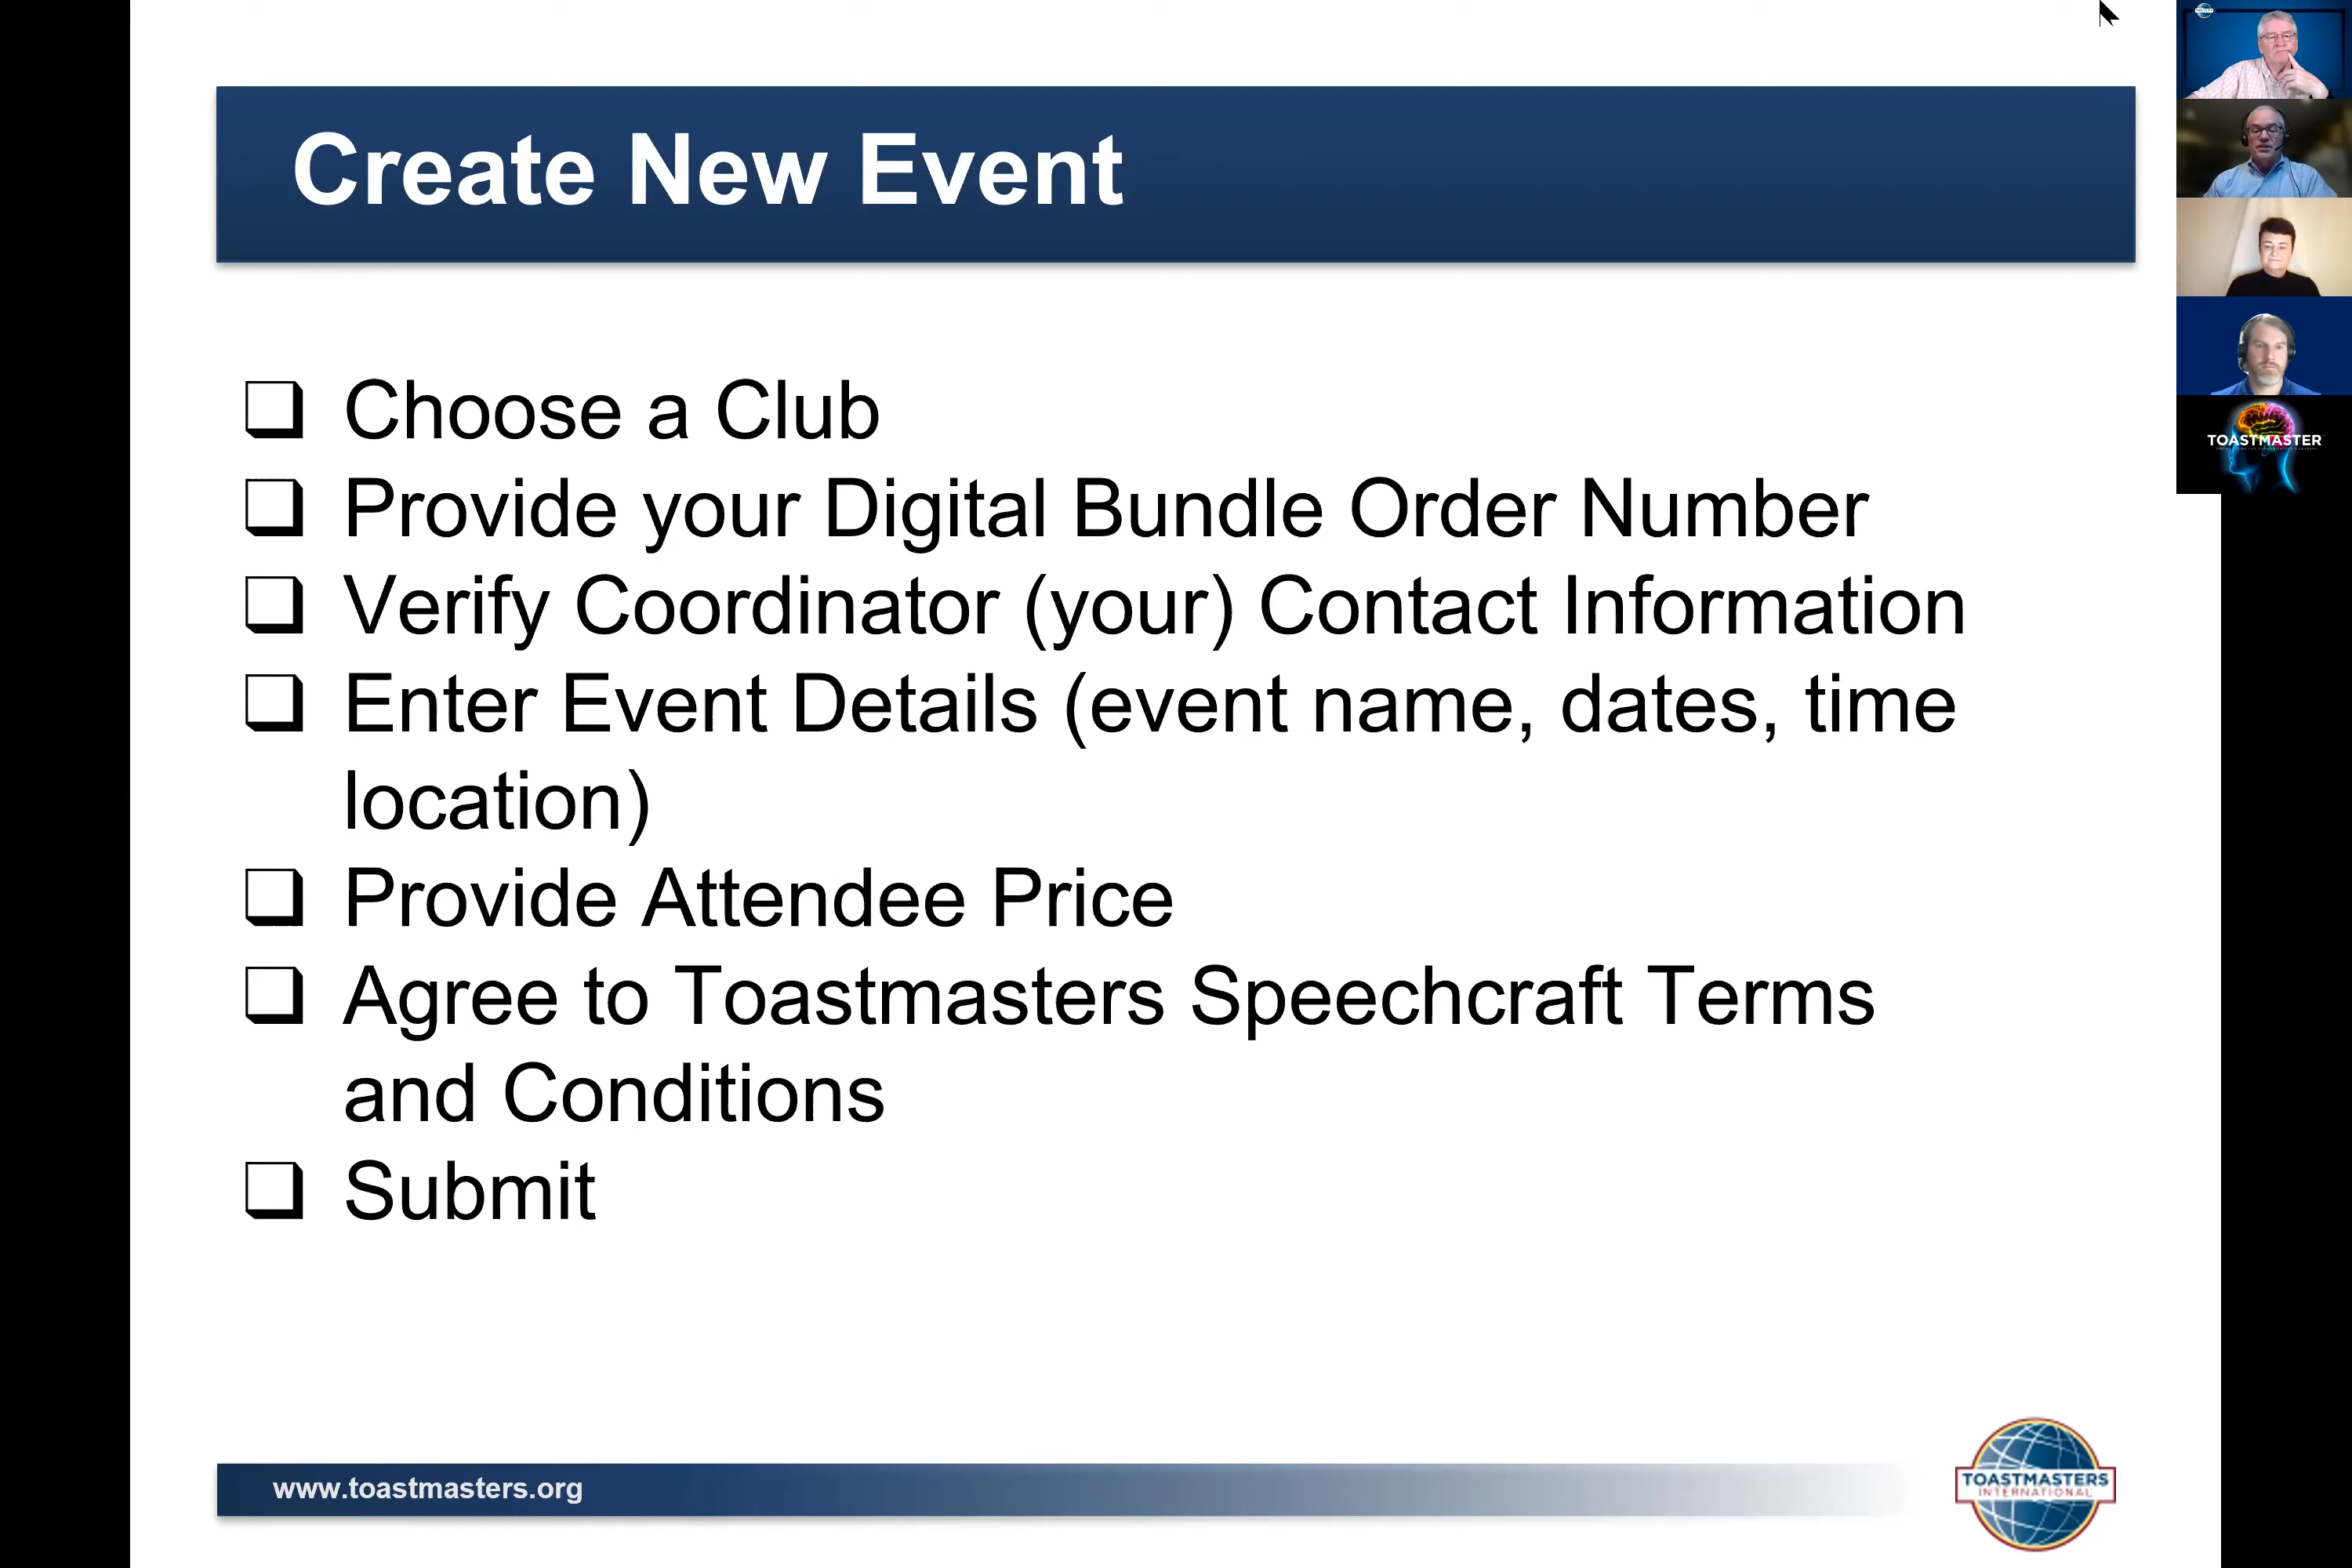 Create New Event
Choose a Club
Provide your Digital Bundle Order Number
Verify Coordinator (your) Contact Information
Enter Event Details (event name, dates, time
location)
Provide Attendee Price
Agree to Toastmasters Speechcraft Terms
and Conditions
Submit
www.toastmasters.org
TOASTMASTERS
INTERNATIONAL
TOASTMASTER